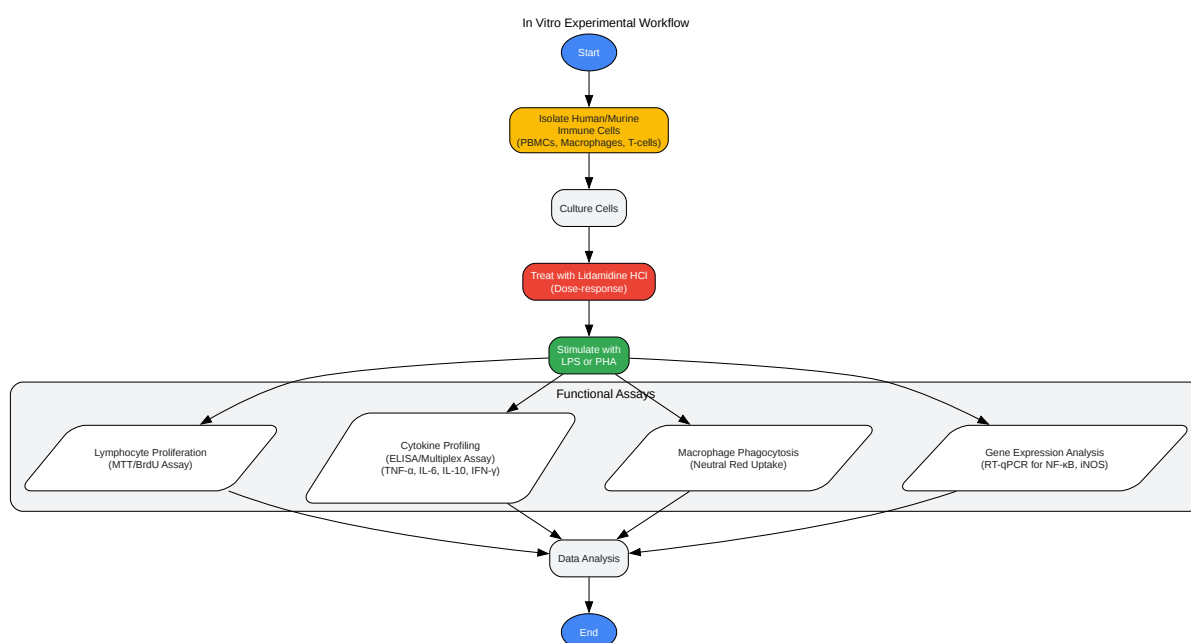 In Vitro Experimental Workflow
Start
Isolate Human/Murine
Immune Cells
(PBMCs, Macrophages, T-cells)
Culture Cells
Treat with Lidamidine HCl
(Dose-response)
Stimulate with
LPS or PHA
Functional Assays
Lymphocyte Proliferation
(MTT/BrdU Assay)
Cytokine Profiling
(ELISA/Multiplex Assay)
(TNF-α, IL-6, IL-10, IFN-γ)
Macrophage Phagocytosis
(Neutral Red Uptake)
Gene Expression Analysis
(RT-qPCR for NF-κB, iNOS)
Data Analysis
End